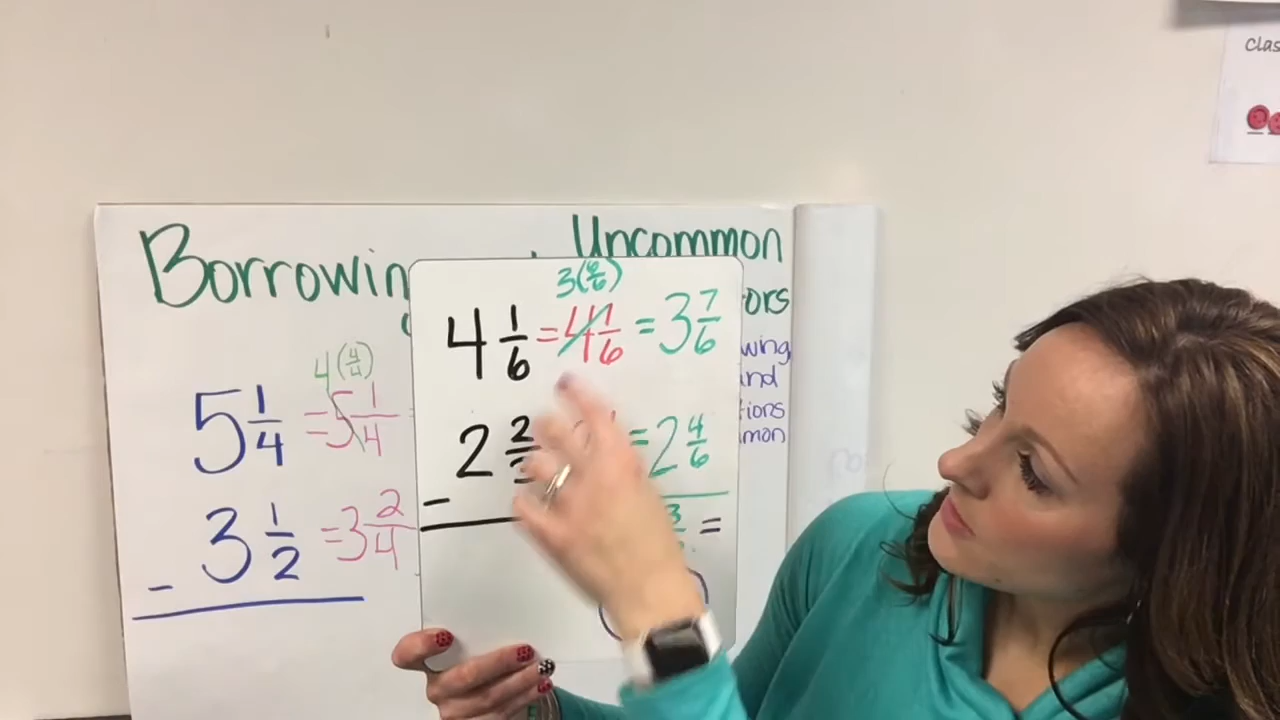 Clas
Borrowin
Uncommon
ors
3(6/6)
4 1/6 = 4 1/6 = 3 7/6
wing
nd
tions
mon
4(4/4)
5 1/4 = 5 1/4 =
2 2/ = 2 4/6
3 1/2 = 3 2/4
-
-
3/ =